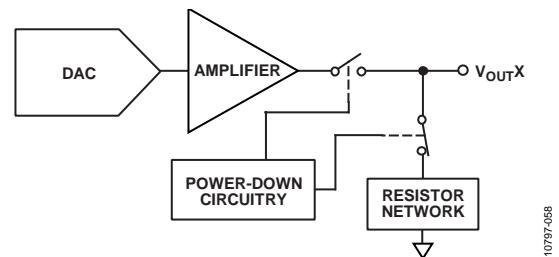 DAC
AMPLIFIER
VOUTX
POWER-DOWN
CIRCUITRY
RESISTOR
NETWORK
10797-058